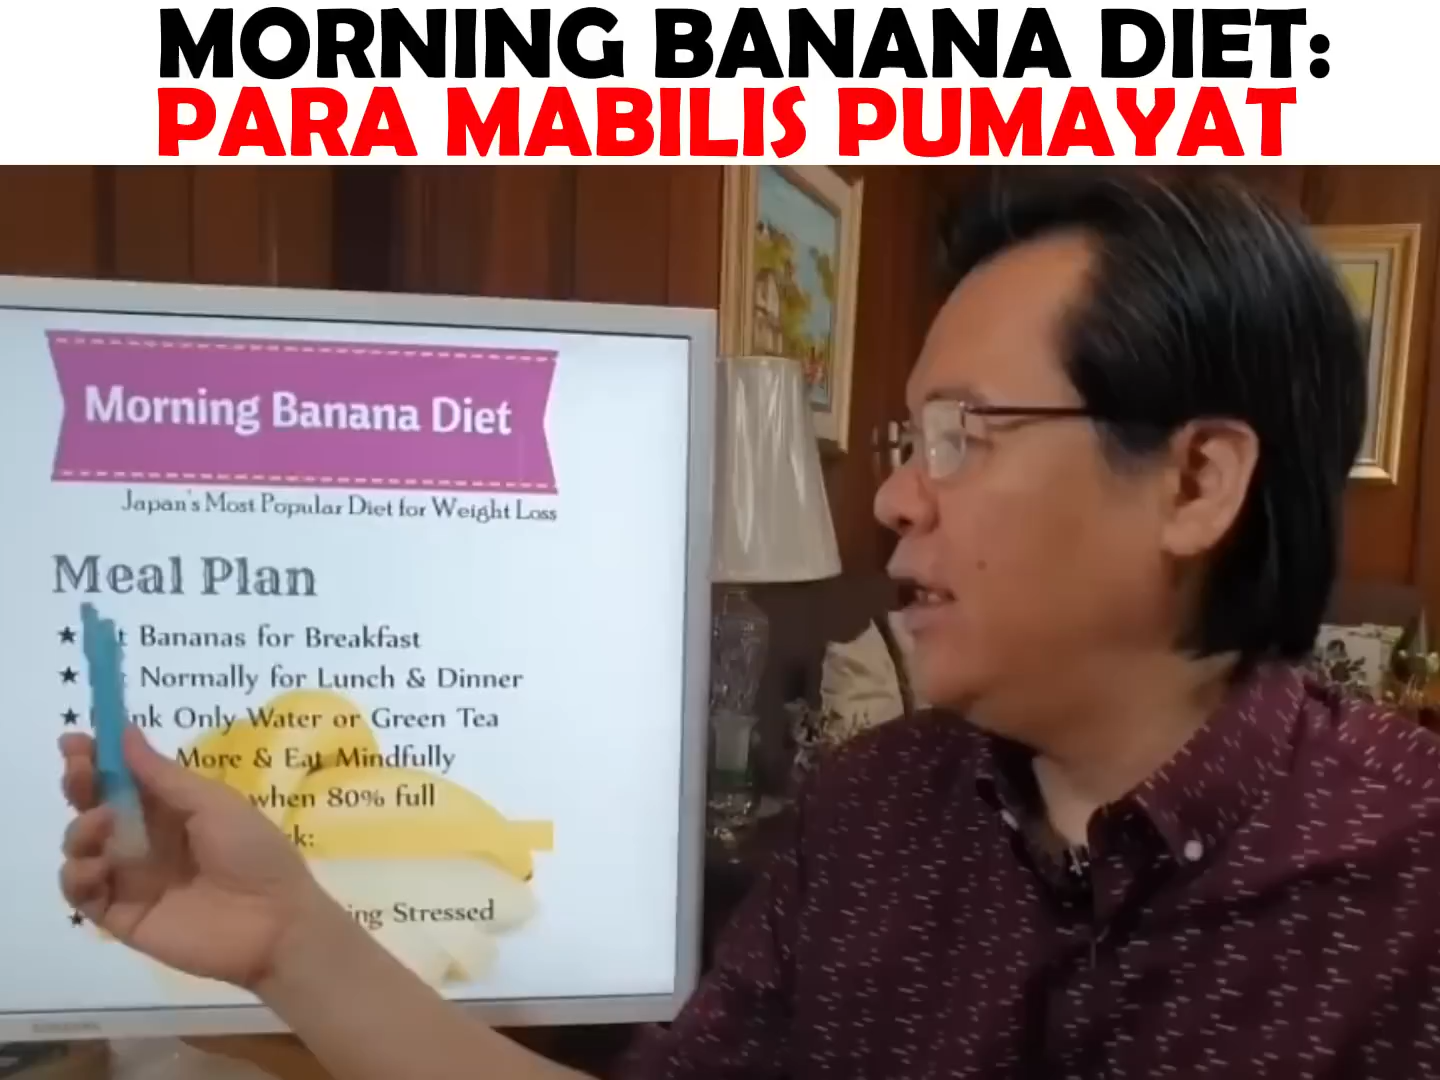 MORNING BANANA DIET:
PARA MABILIS PUMAYAT
Morning Banana Diet
Japan's Most Popular Diet for Weight Loss
Meal Plan
Bananas for Breakfast
Normally for Lunch & Dinner
Only Water or Green Tea
More & Eat Mindfully
when 80% full
Stressed